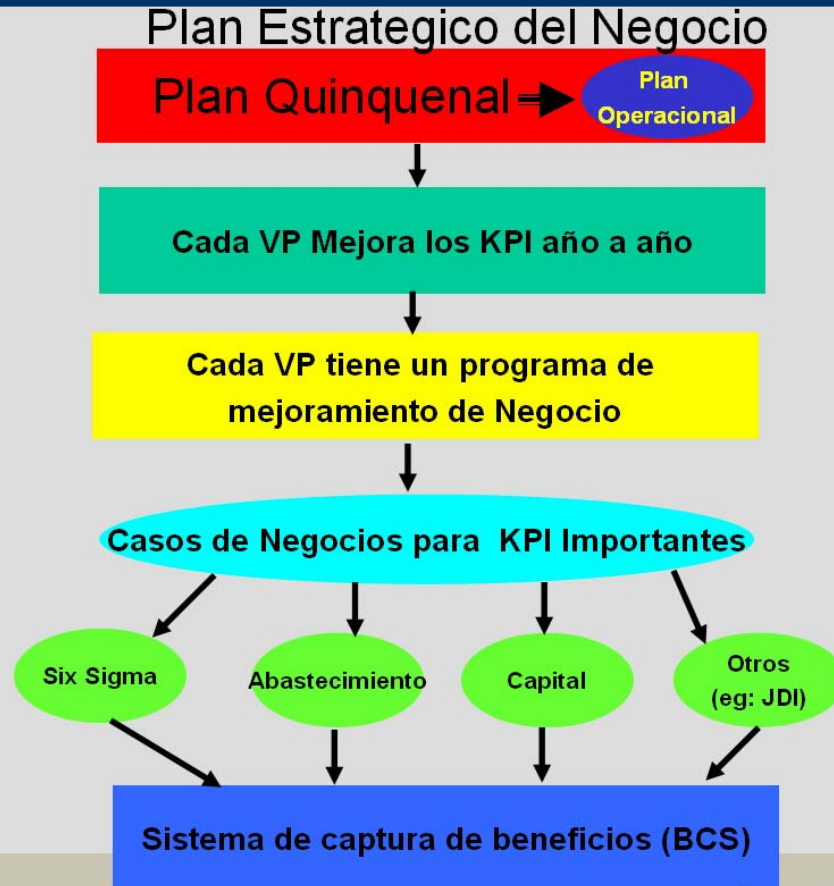 Plan Estrategico del Negocio
Plan Quinquenal
Plan
Operacional
Cada VP Mejora los KPI año a año
Cada VP tiene un programa de
mejoramiento de Negocio
Casos de Negocios para KPI Importantes
Six Sigma
Abastecimiento
Capital
Otros
(eg: JDI)
Sistema de captura de beneficios (BCS)